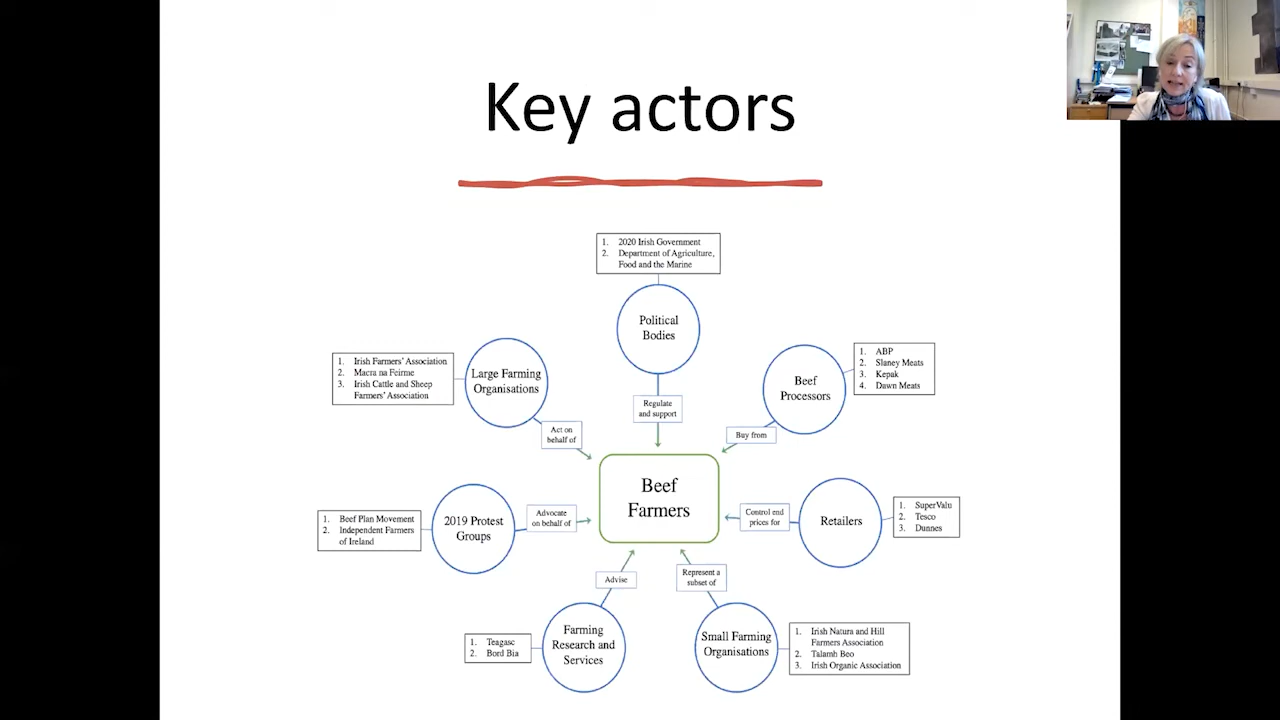 Key actors
1. 2020 Irish Government
2. Department of Agriculture,
Food and the Marine
Political
Bodies
Regulate
and support
1. Irish Farmers' Association
2. Macra na Feirme
3. Irish Cattle and Sheep
Farmers' Association
Large Farming
Organisations
Act on
behalf of
Beef
Processors
1. ABP
2. Slaney Meats
3. Kepak
4. Dawn Meats
Buy from
Beef
Farmers
1. Beef Plan Movement
2. Independent Farmers
of Ireland
2019 Protest
Groups
Advocate
on behalf of
Control end
prices for
Retailers
1. SuperValu
2. Tesco
3. Dunnes
Advise
Represent a
subset of
1. Teagasc
2. Bord Bia
Farming
Research and
Services
Small Farming
Organisations
1. Irish Natura and Hill
Farmers Association
2. Talamh Beo
3. Irish Organic Association